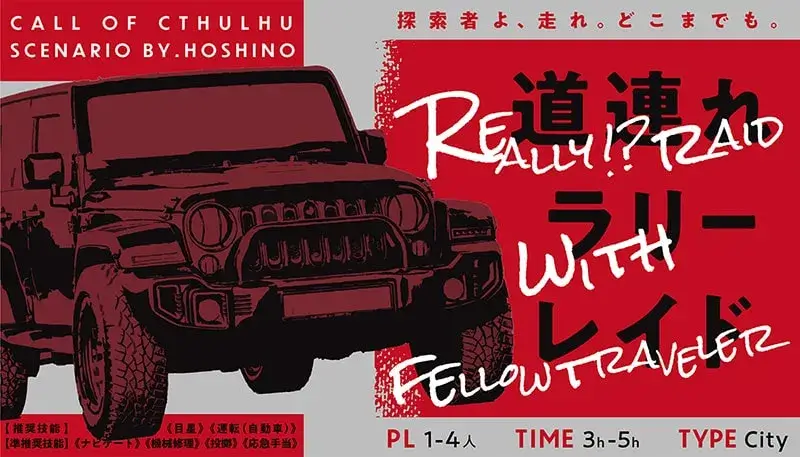 CALL OF CTHULHU
SCENARIO BY.HOSHINO
探索者よ、走れ。どこまでも。
道連れ
REALLY!? RAID
ラリー
WITH
レイド
FELLOWTRAVELER
【推奨技能】《目星》《運転(自動車)》
【準推奨技能】《ナビゲート》《機械修理》《投擲》《応急手当》
PL 1-4人 TIME 3h-5h TYPE City